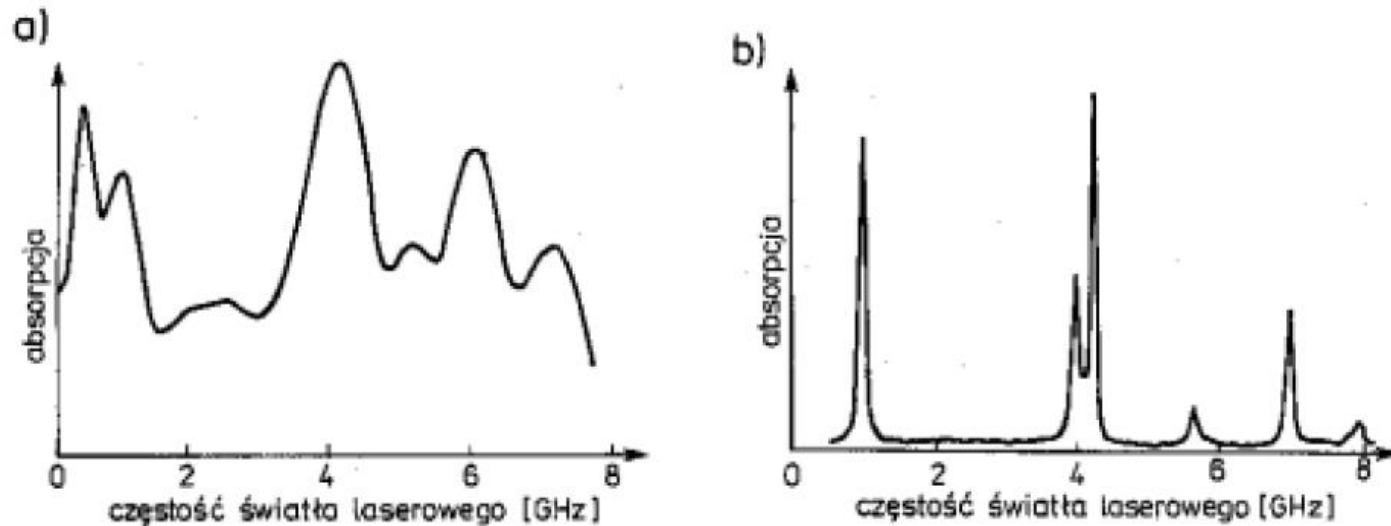 a)
absorpcja
0 2 4 6 8
częstość światła laserowego [GHz]
b)
absorpcja
0 2 4 6 8
częstość światła laserowego [GHz]